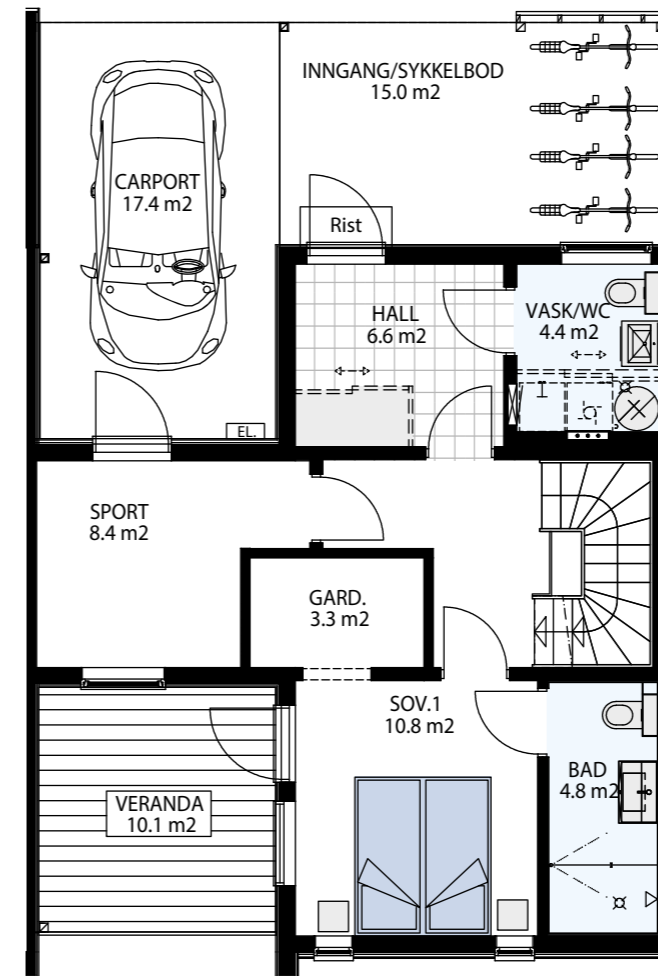 INNGANG/SYKKELBOD
15.0 m2
CARPORT
17.4 m2
Rist
HALL
6.6 m2
VASK/WC
4.4 m2
EL.
SPORT
8.4 m2
GARD.
3.3 m2
SOV.1
10.8 m2
BAD
4.8 m2
VERANDA
10.1 m2